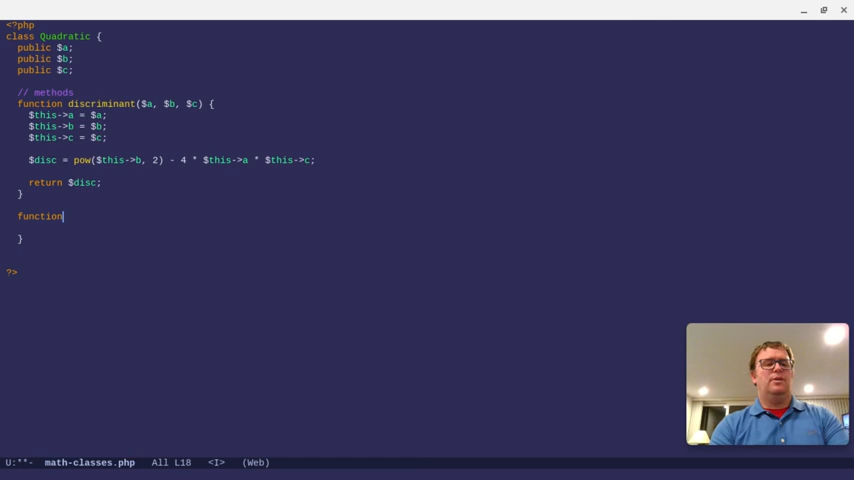 <?php
class Quadratic {
  public $a;
  public $b;
  public $c;

  // methods
  function discriminant($a, $b, $c) {
    $this->a = $a;
    $this->b = $b;
    $this->c = $c;

    $disc = pow($this->b, 2) - 4 * $this->a * $this->c;

    return $disc;
  }

  function

  }


?>
U:**-  math-classes.php   All L18   <I>   (Web)